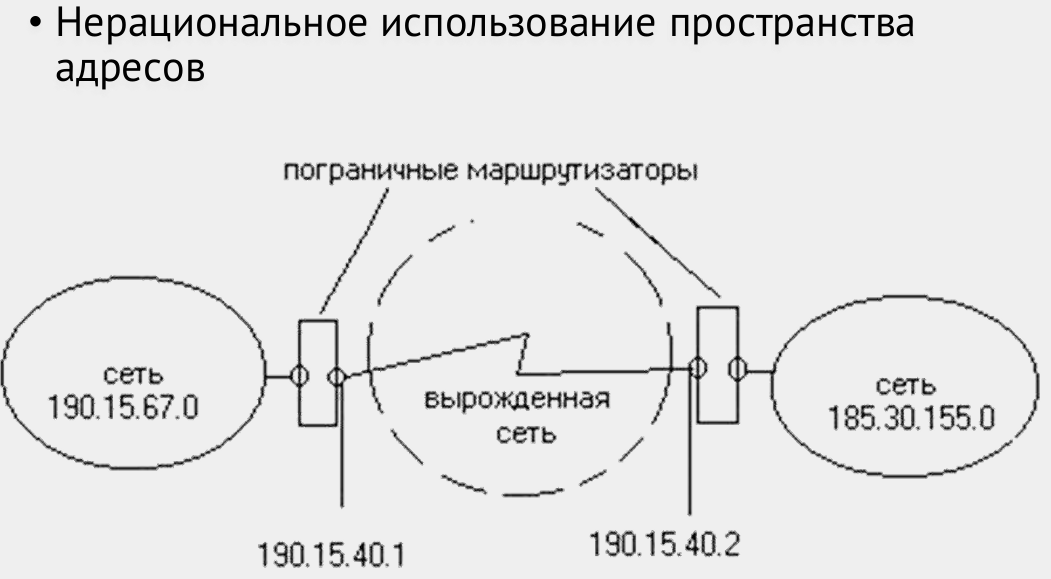 • Нерациональное использование пространства
адресов
пограничные маршрутизаторы
сеть
190.15.67.0
вырожденная
сеть
сеть
185.30.155.0
190.15.40.1
190.15.40.2